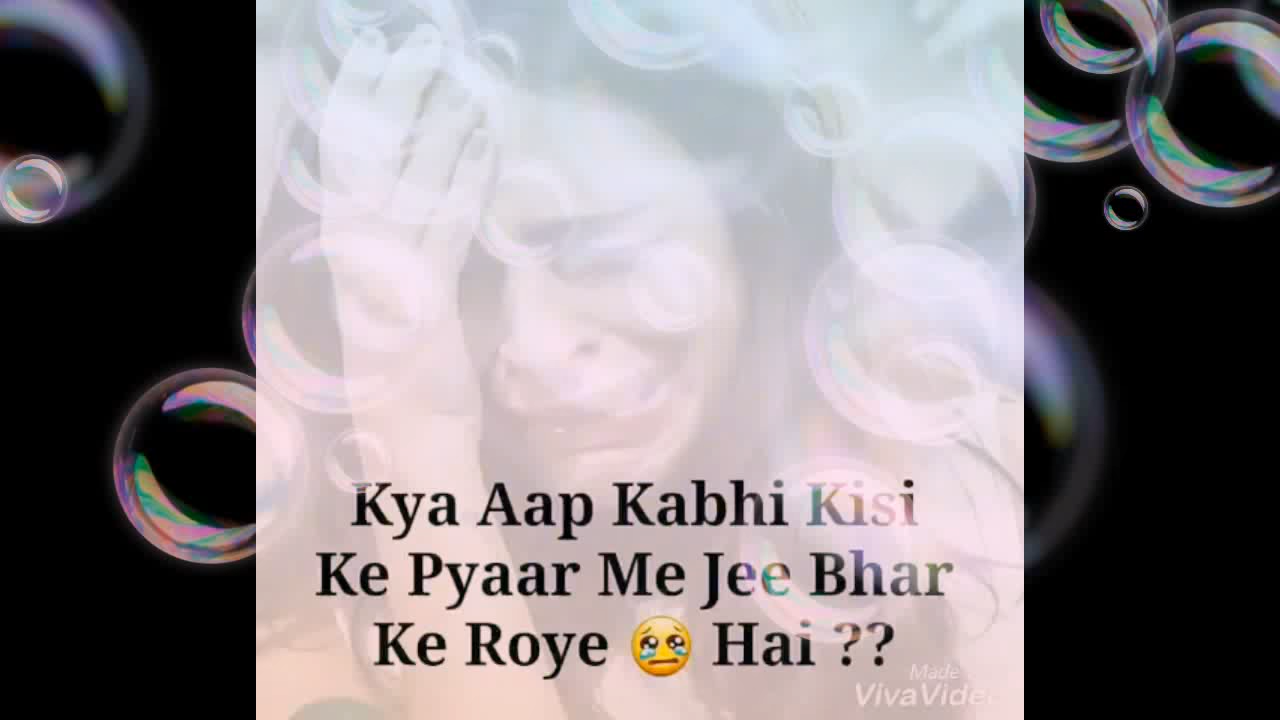 Kya Aap Kabhi Kisi
Ke Pyaar Me Jee Bhar
Ke Roye 😢 Hai ??
Made
VivaVideo